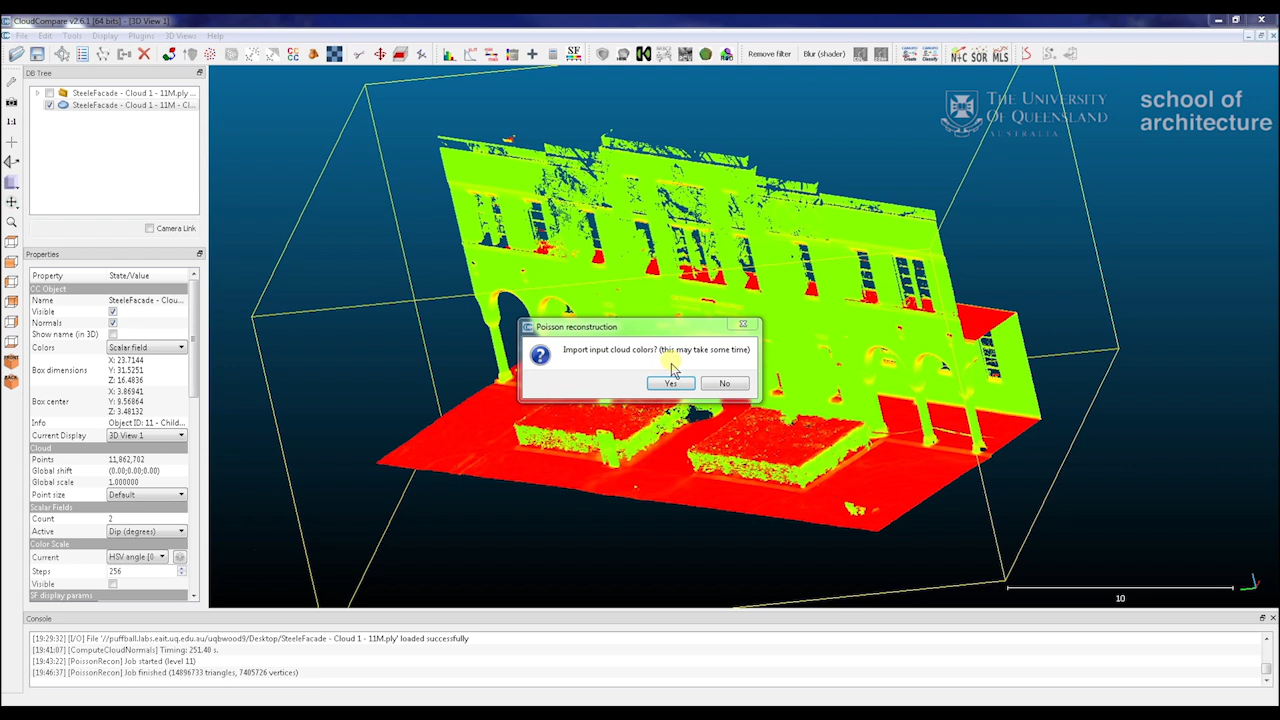 CloudCompare v2.6.1 [64 bits] - [3D View 1]
File Edit Tools Display Plugins 3D Views Help
CC
SF
Remove filter
Blur (shader)
N+C SOR MLS
DB Tree
SteeleFacade - Cloud 1 - 11M.ply ...
SteeleFacade - Cloud 1 - 11M - Cl...
1:1
Camera Link
Properties
Property State/Value
CC Object
Name SteeleFacade - Clou...
Visible
Normals
Show name (in 3D)
Colors Scalar field
Box dimensions
X: 23.7144
Y: 31.5251
Z: 16.4836
Box center
X: 3.86941
Y: 9.56864
Z: 3.48132
Info Object ID: 11 - Child...
Current Display 3D View 1
Cloud
Points 11,862,702
Global shift (0.00;0.00;0.00)
Global scale 1.000000
Point size Default
Scalar Fields
Count 2
Active Dip (degrees)
Color Scale
Current HSV angle [0
Steps 256
Visible
SF display params
FRONT
BACK
THE UNIVERSITY
OF QUEENSLAND
AUSTRALIA
school of
architecture
Poisson reconstruction
Import input cloud colors? (this may take some time)
Yes No
10
Console
[19:29:32] [I/O] File '//puffball.labs.eait.uq.edu.au/uqbwood9/Desktop/SteeleFacade - Cloud 1 - 11M.ply' loaded successfully
[19:41:07] [ComputeCloudNormals] Timing: 251.40 s.
[19:43:22] [PoissonRecon] Job started (level 11)
[19:46:37] [PoissonRecon] Job finished (14896733 triangles, 7405726 vertices)